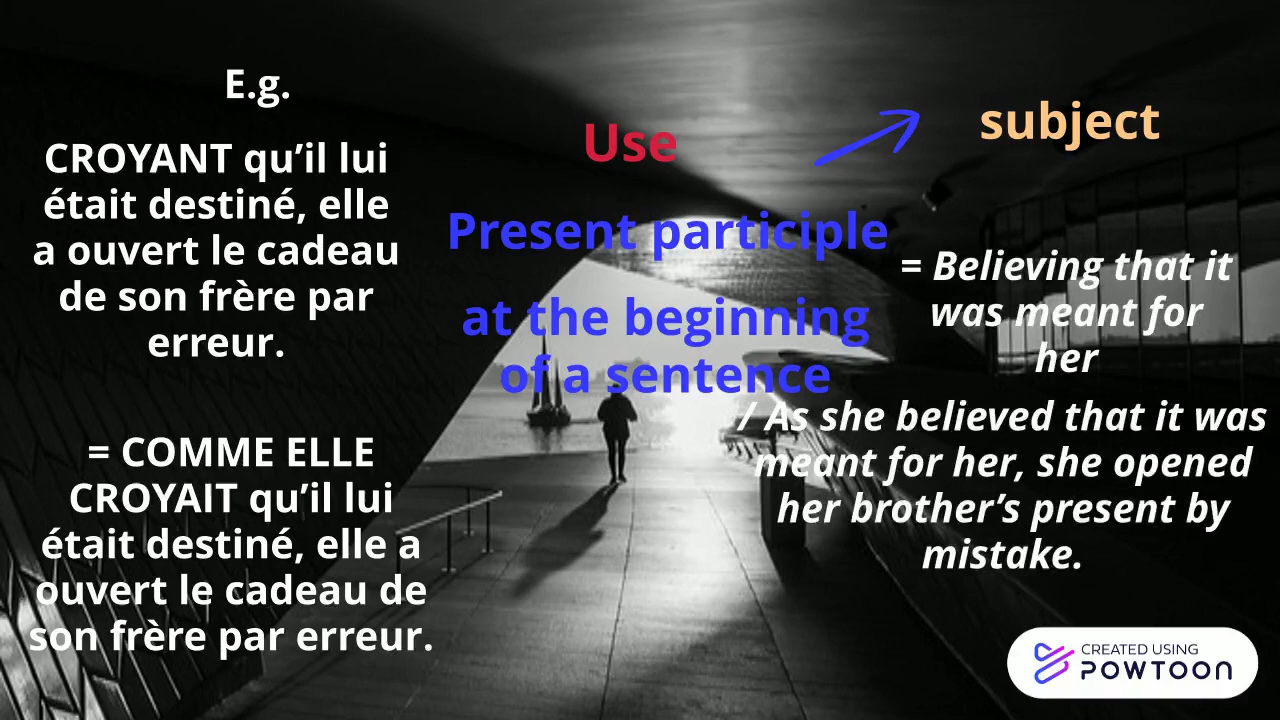 E.g.
CROYANT qu’il lui
était destiné, elle
a ouvert le cadeau
de son frère par
erreur.
= COMME ELLE
CROYAIT qu’il lui
était destiné, elle a
ouvert le cadeau de
son frère par erreur.
Use
Present participle
at the beginning
of a sentence
subject
= Believing that it
was meant for
her
/ As she believed that it was
meant for her, she opened
her brother’s present by
mistake.
CREATED USING
POWTOON